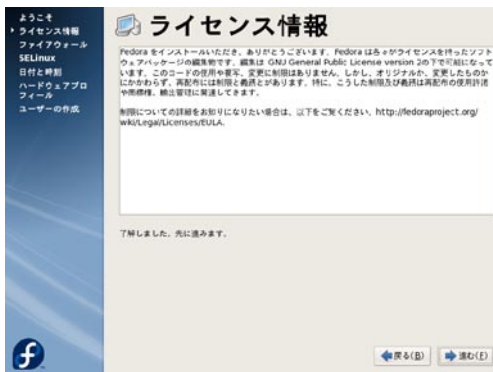 ようこそ
ライセンス情報
ファイアウォール
SELinux
日付と時刻
ハードウェアプロ
フィール
ユーザーの作成
ライセンス情報
Fedora をインストールいただき、ありがとうございます。Fedora は各々がライセンスを持ったソフト
ウェアパッケージの編集物です。編集は GNU General Public License version 2の下で可能になって
います。このコードの使用や複写、変更に制限はありません。しかし、オリジナルか、変更したものか
にかかわらず、再配布には制限と義務とがあります。特に、こうした制限及び義務は再配布の使用許諾
や商標権、輸出管理に関連してきます。
制限についての詳細をお知りになりたい場合は、以下をご覧ください、http://fedoraproject.org/
wiki/Legal/Licenses/EULA.
了解しました、先に進みます。
戻る(B)
進む(F)